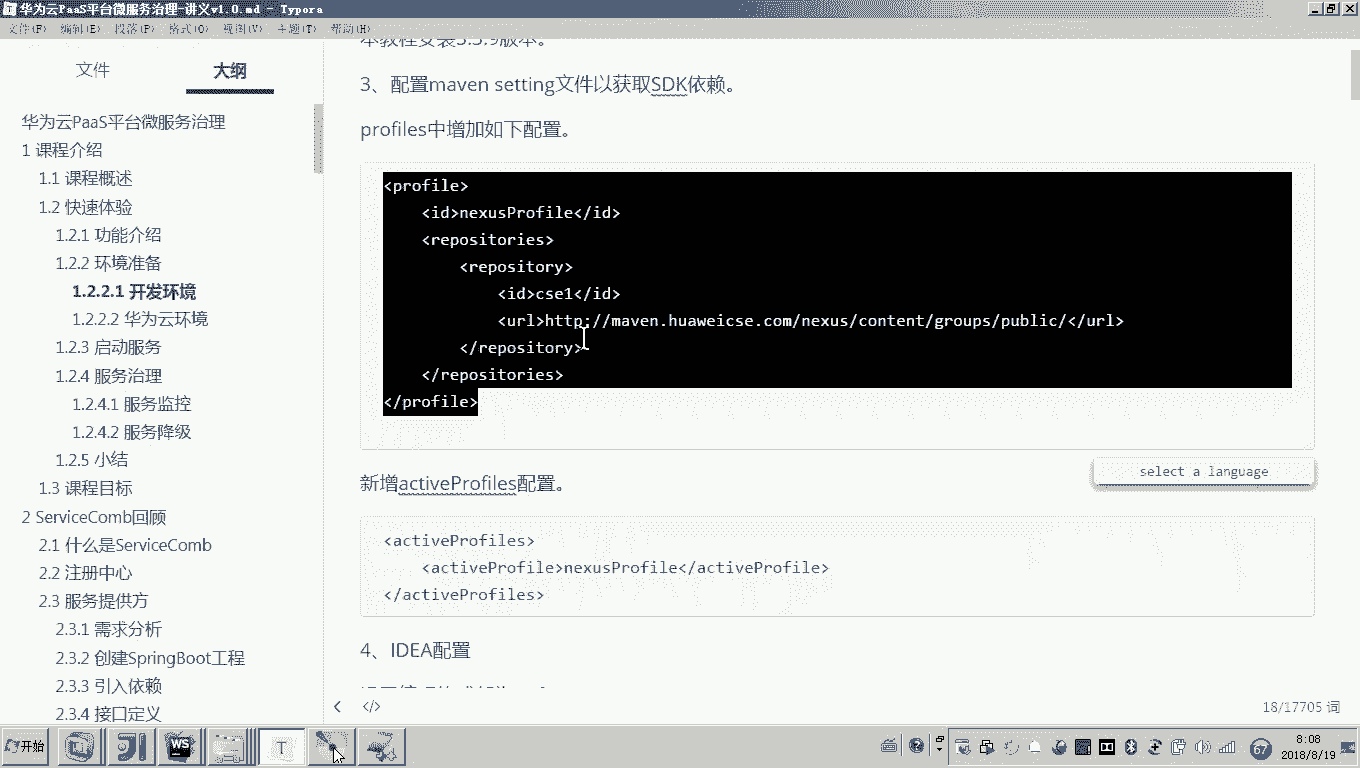 华为云PaaS平台微服务治理-讲义v1.0.md - Typora
文件(F) 编辑(E) 段落(P) 格式(O) 视图(V) 主题(T) 帮助(H)
文件 大纲
华为云PaaS平台微服务治理
1 课程介绍
1.1 课程概述
1.2 快速体验
1.2.1 功能介绍
1.2.2 环境准备
1.2.2.1 开发环境
1.2.2.2 华为云环境
1.2.3 启动服务
1.2.4 服务治理
1.2.4.1 服务监控
1.2.4.2 服务降级
1.2.5 小结
1.3 课程目标
2 ServiceComb回顾
2.1 什么是ServiceComb
2.2 注册中心
2.3 服务提供方
2.3.1 需求分析
2.3.2 创建SpringBoot工程
2.3.3 引入依赖
2.3.4 接口定义
本教程安装3.3.9版本。
3、配置maven setting文件以获取SDK依赖。
profiles中增加如下配置。
<profile>
<id>nexusProfile</id>
<repositories>
<repository>
<id>cse1</id>
<url>http://maven.huaweicse.com/nexus/content/groups/public/</url>
</repository>
</repositories>
</profile>
select a language
新增activeProfiles配置。
<activeProfiles>
<activeProfile>nexusProfile</activeProfile>
</activeProfiles>
4、IDEA配置
</>
18/17705 词
开始
WS
T
67
8:08
2018/8/19